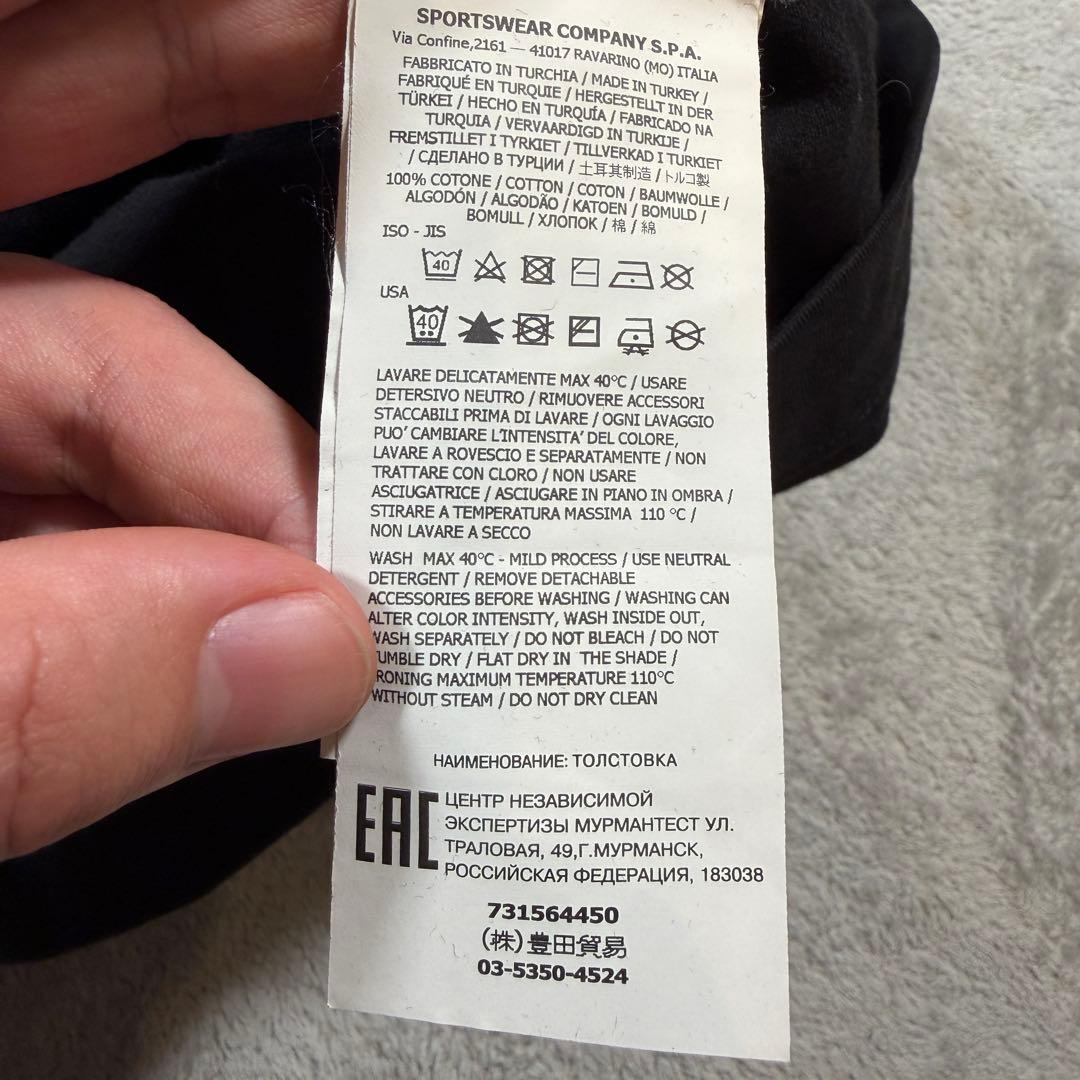 SPORTSWEAR COMPANY S.P.A.
Via Confine,2161 — 41017 RAVARINO (MO) ITALIA
FABBRICATO IN TURCHIA / MADE IN TURKEY /
FABRIQUÉ EN TURQUIE / HERGESTELLT IN DER
TÜRKEI / HECHO EN TURQUÍA / FABRICADO NA
TURQUIA / VERVAARDIGD IN TURKIJE /
FREMSTILLET I TYRKIET / TILLVERKAD I TURKIET
/ СДЕЛАНО В ТУРЦИИ / 土耳其制造 / トルコ製
100% COTONE / COTTON / COTON / BAUMWOLLE /
ALGODÓN / ALGODÃO / KATOEN / BOMULD /
BOMULL / ХЛОПОК / 棉 / 綿
ISO - JIS
40
USA
40
LAVARE DELICATAMENTE MAX 40°C / USARE
DETERSIVO NEUTRO / RIMUOVERE ACCESSORI
STACCABILI PRIMA DI LAVARE / OGNI LAVAGGIO
PUO' CAMBIARE L'INTENSITA' DEL COLORE,
LAVARE A ROVESCIO E SEPARATAMENTE / NON
TRATTARE CON CLORO / NON USARE
ASCIUGATRICE / ASCIUGARE IN PIANO IN OMBRA /
STIRARE A TEMPERATURA MASSIMA 110 °C /
NON LAVARE A SECCO
WASH MAX 40°C - MILD PROCESS / USE NEUTRAL
DETERGENT / REMOVE DETACHABLE
ACCESSORIES BEFORE WASHING / WASHING CAN
ALTER COLOR INTENSITY, WASH INSIDE OUT,
WASH SEPARATELY / DO NOT BLEACH / DO NOT
TUMBLE DRY / FLAT DRY IN THE SHADE /
IRONING MAXIMUM TEMPERATURE 110°C
WITHOUT STEAM / DO NOT DRY CLEAN
НАИМЕНОВАНИЕ: ТОЛСТОВКА
EAC
ЦЕНТР НЕЗАВИСИМОЙ
ЭКСПЕРТИЗЫ МУРМАНТЕСТ УЛ.
ТРАЛОВАЯ, 49,Г.МУРМАНСК,
РОССИЙСКАЯ ФЕДЕРАЦИЯ, 183038
731564450
(株)豊田貿易
03-5350-4524